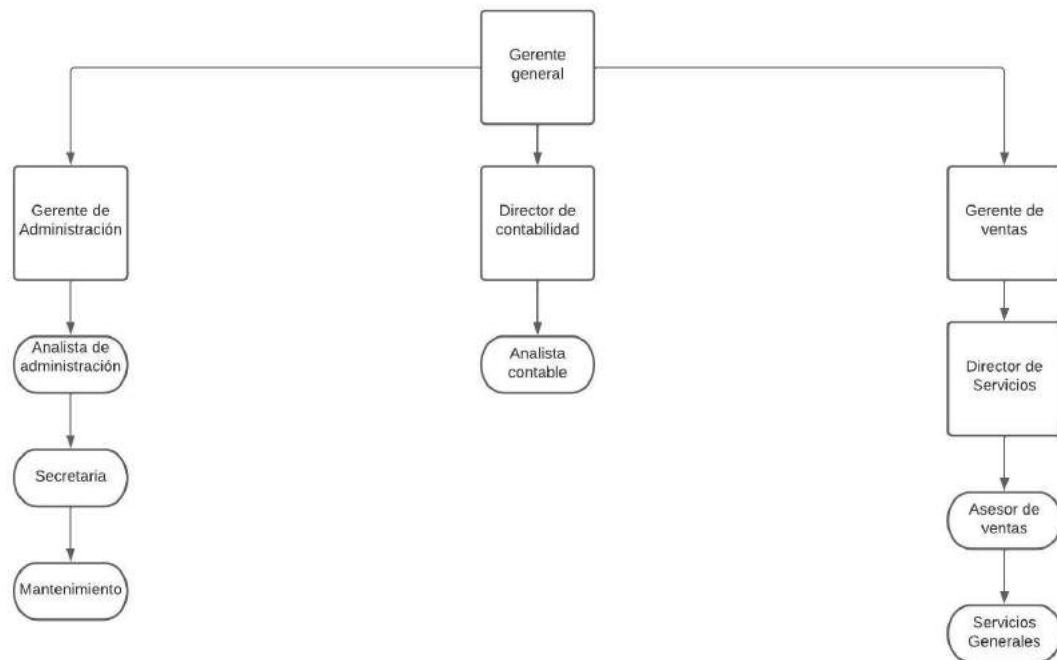 Gerente
general
Gerente de
Administración
Director de
contabilidad
Gerente de
ventas
Analista de
administración
Analista
contable
Director de
Servicios
Secretaria
Asesor de
ventas
Mantenimiento
Servicios
Generales